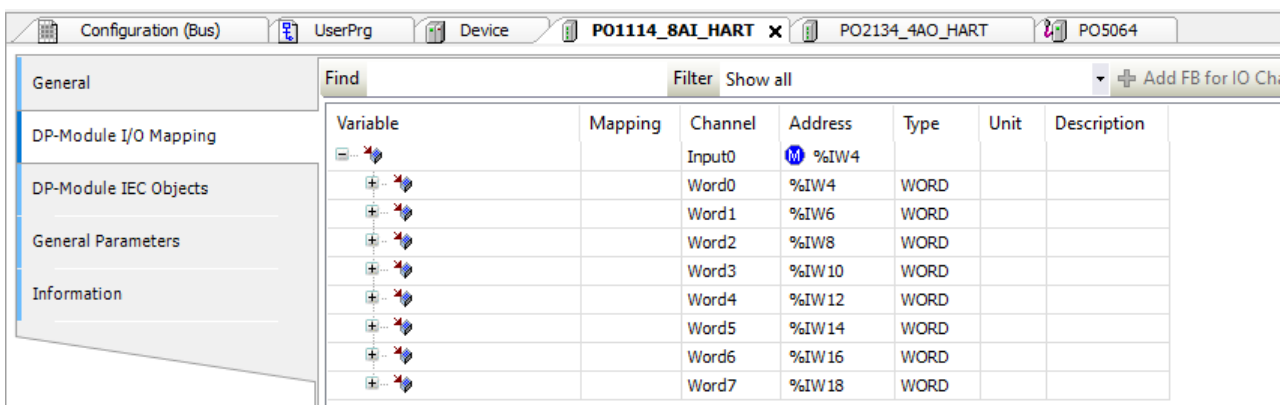 Configuration (Bus) UserPrg Device PO1114_8AI_HART PO2134_4AO_HART PO5064
General
DP-Module I/O Mapping
DP-Module IEC Objects
General Parameters
Information
Find Filter Show all Add FB for IO Cha
Variable Mapping Channel Address Type Unit Description
Input0 M %IW4
Word0 %IW4 WORD
Word1 %IW6 WORD
Word2 %IW8 WORD
Word3 %IW10 WORD
Word4 %IW12 WORD
Word5 %IW14 WORD
Word6 %IW16 WORD
Word7 %IW18 WORD